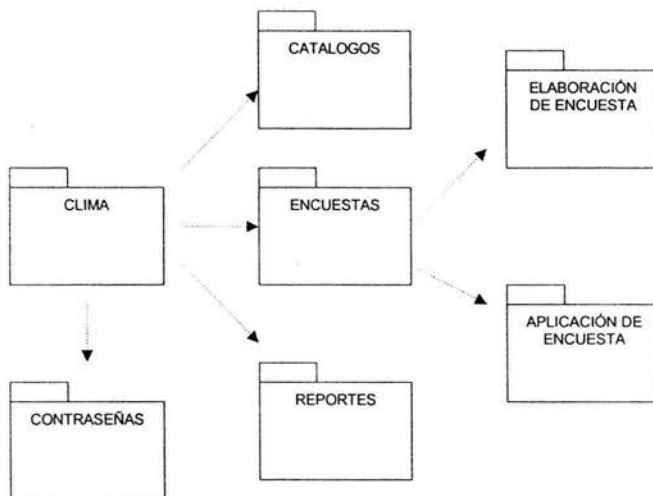 CATALOGOS
ELABORACIÓN
DE ENCUESTA
CLIMA
ENCUESTAS
APLICACIÓN DE
ENCUESTA
CONTRASEÑAS
REPORTES